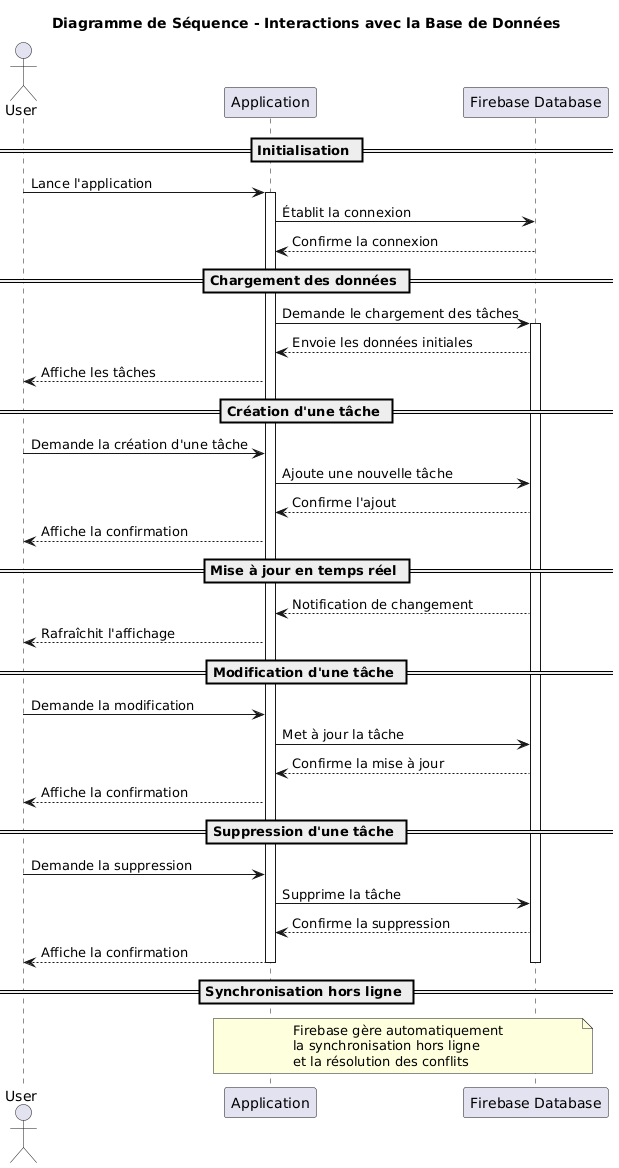 Diagramme de Séquence - Interactions avec la Base de Données
User
Application
Firebase Database
Initialisation
Lance l'application
Établit la connexion
Confirme la connexion
Chargement des données
Demande le chargement des tâches
Envoie les données initiales
Affiche les tâches
Création d'une tâche
Demande la création d'une tâche
Ajoute une nouvelle tâche
Confirme l'ajout
Affiche la confirmation
Mise à jour en temps réel
Notification de changement
Rafraîchit l'affichage
Modification d'une tâche
Demande la modification
Met à jour la tâche
Confirme la mise à jour
Affiche la confirmation
Suppression d'une tâche
Demande la suppression
Supprime la tâche
Confirme la suppression
Affiche la confirmation
Synchronisation hors ligne
Firebase gère automatiquement
la synchronisation hors ligne
et la résolution des conflits
User
Application
Firebase Database